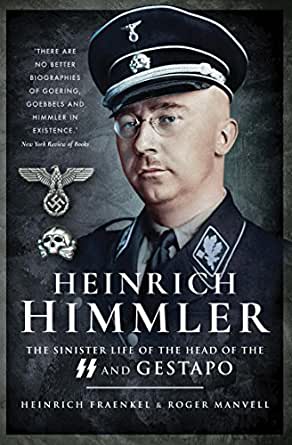 'THERE ARE
NO BETTER
BIOGRAPHIES
OF GOERING,
GOEBBELS AND
HIMMLER IN
EXISTENCE.'
New York Review of Books
HEINRICH
HIMMLER
THE SINISTER LIFE OF THE HEAD OF THE
SS AND GESTAPO
HEINRICH FRAENKEL & ROGER MANVELL